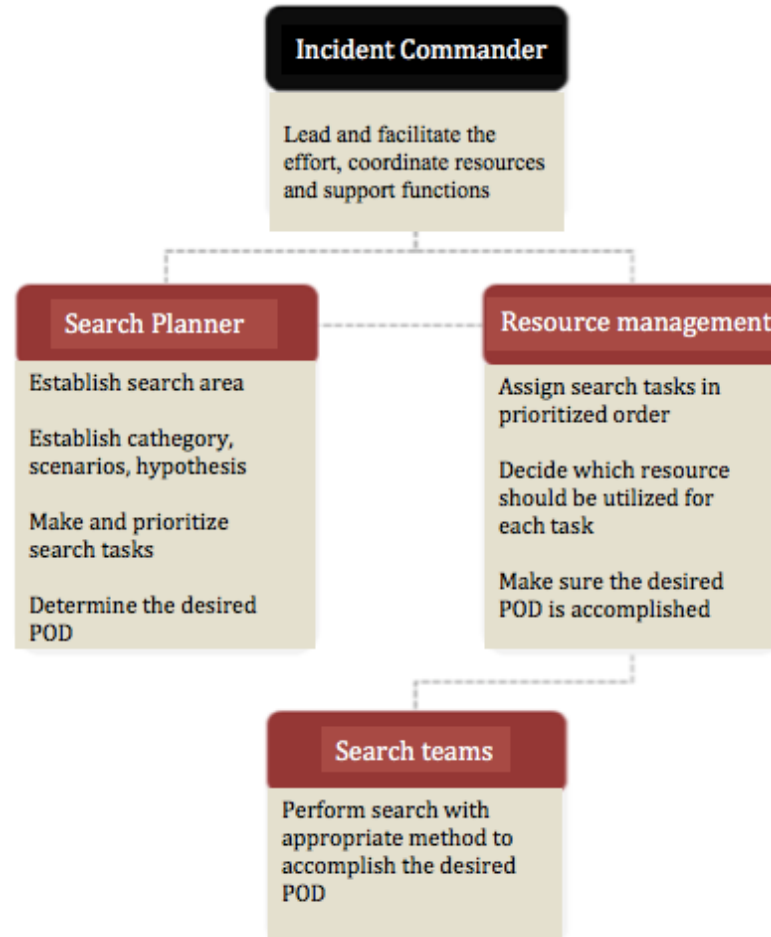 Incident Commander
Lead and facilitate the
effort, coordinate resources
and support functions
Search Planner
Establish search area
Establish cathegory,
scenarios, hypothesis
Make and prioritize
search tasks
Determine the desired
POD
Resource management
Assign search tasks in
prioritized order
Decide which resource
should be utilized for
each task
Make sure the desired
POD is accomplished
Search teams
Perform search with
appropriate method to
accomplish the desired
POD